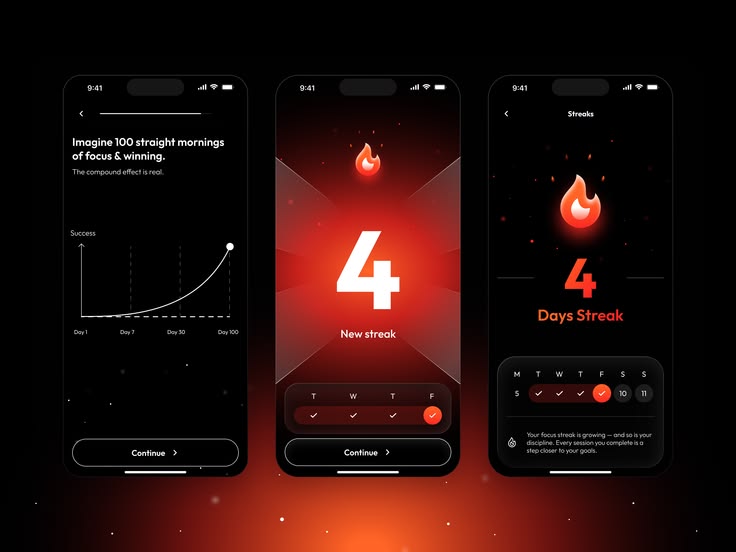 9:41
Imagine 100 straight mornings
of focus & winning.
The compound effect is real.
Success
Day 1 Day 7 Day 30 Day 100
Continue
9:41
4
New streak
T W T F
Continue
9:41
Streaks
4
Days Streak
M T W T F S S
5 10 11
Your focus streak is growing — and so is your
discipline. Every session you complete is a
step closer to your goals.